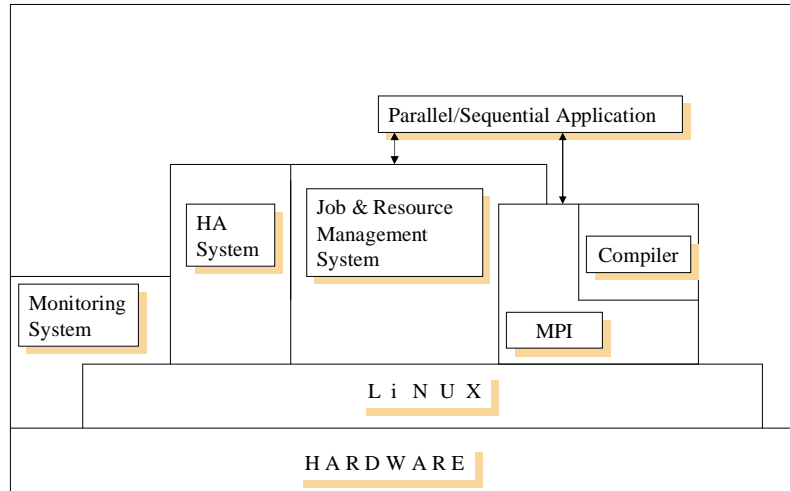 Parallel/Sequential Application
HA
System
Job & Resource
Management
System
Compiler
Monitoring
System
MPI
L i N U X
H A R D W A R E